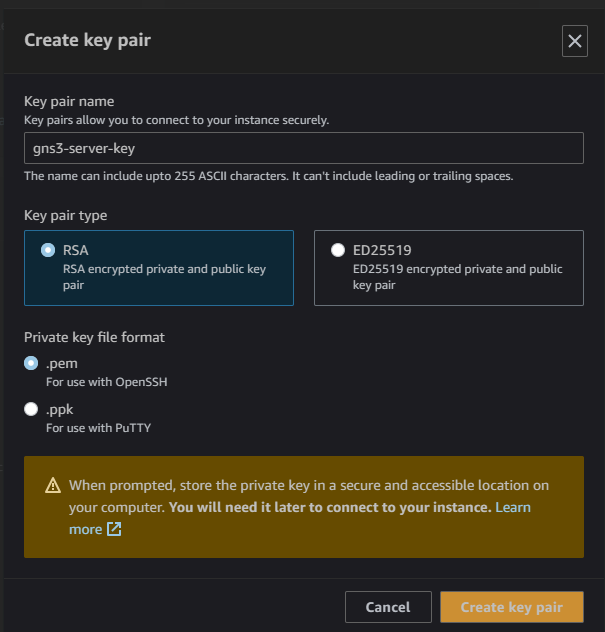 Create key pair
Key pair name
Key pairs allow you to connect to your instance securely.
gns3-server-key
The name can include upto 255 ASCII characters. It can't include leading or trailing spaces.
Key pair type
RSA
RSA encrypted private and public key
pair
ED25519
ED25519 encrypted private and public
key pair
Private key file format
.pem
For use with OpenSSH
.ppk
For use with PuTTY
When prompted, store the private key in a secure and accessible location on
your computer. You will need it later to connect to your instance. Learn
more
Cancel
Create key pair